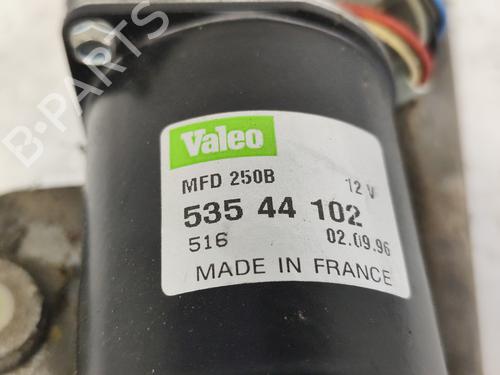 B-PARTS
Valeo
MFD 250B 12 V
535 44 102
516 02.09.96
MADE IN FRANCE